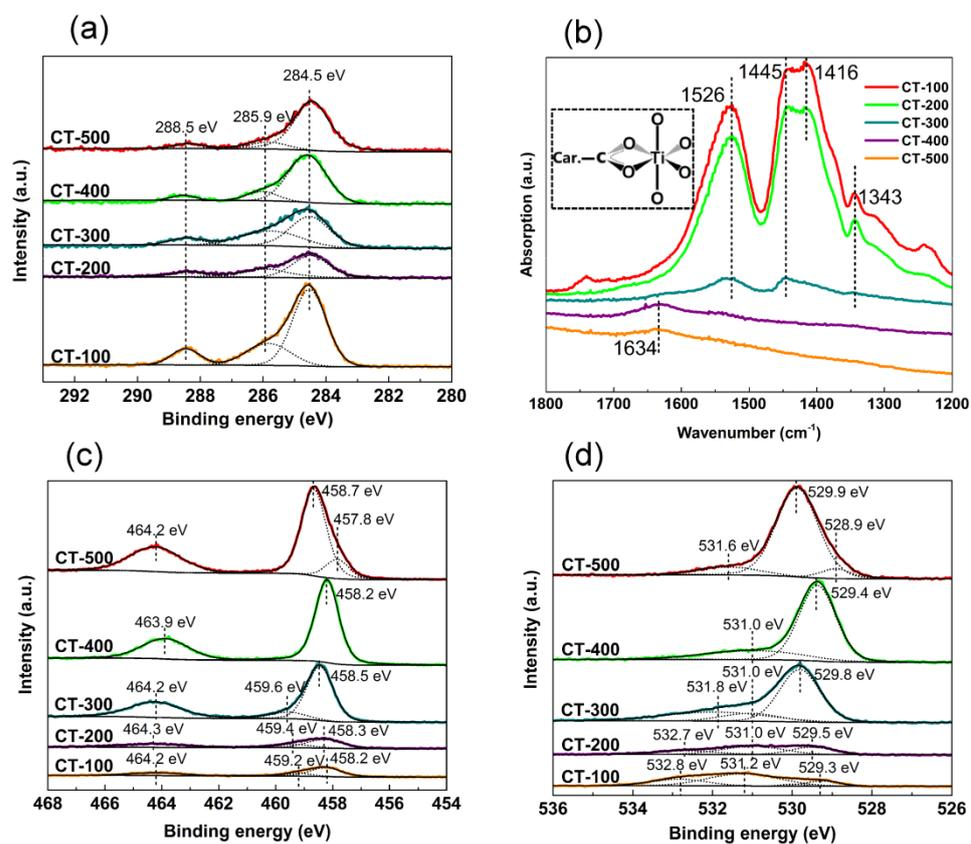 (a)
284.5 eV
285.9 eV
288.5 eV
CT-500
CT-400
CT-300
CT-200
CT-100
Intensity (a.u.)
292 290 288 286 284 282 280
Binding energy (eV)
(b)
1445
1416
1526
CT-100
CT-200
CT-300
CT-400
CT-500
O
O O
Car.—C Ti
O O
O
1343
1634
Absorption (a.u.)
1800 1700 1600 1500 1400 1300 1200
Wavenumber (cm⁻¹)
(c)
458.7 eV
457.8 eV
464.2 eV
CT-500
458.2 eV
463.9 eV
CT-400
458.5 eV
459.6 eV
464.2 eV
CT-300
464.3 eV
459.4 eV
458.3 eV
CT-200
464.2 eV
459.2 eV
458.2 eV
CT-100
Intensity (a.u.)
468 466 464 462 460 458 456 454
Binding energy (eV)
(d)
529.9 eV
528.9 eV
531.6 eV
CT-500
529.4 eV
531.0 eV
CT-400
531.0 eV
529.8 eV
531.8 eV
CT-300
532.7 eV
531.0 eV
529.5 eV
CT-200
532.8 eV
531.2 eV
529.3 eV
CT-100
Intensity (a.u.)
536 534 532 530 528 526
Binding energy (eV)